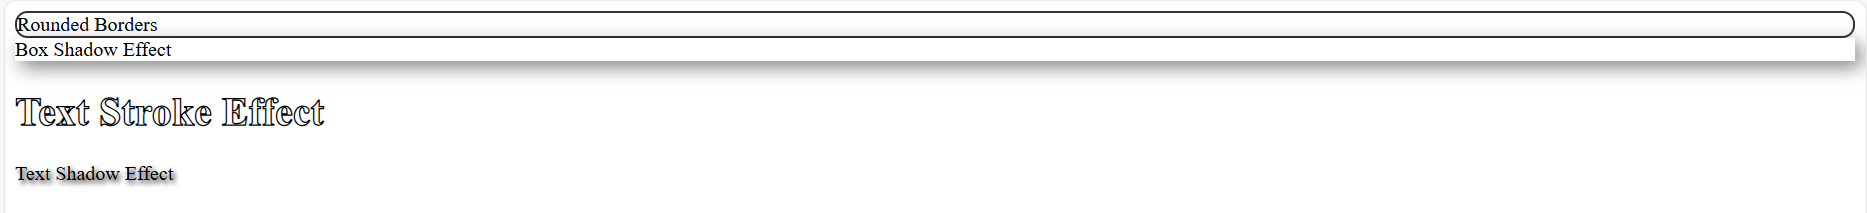 Rounded Borders
Box Shadow Effect
Text Stroke Effect
Text Shadow Effect